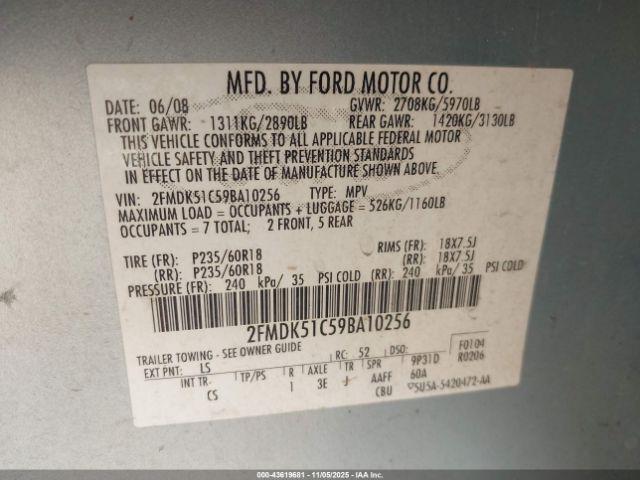 MFD. BY FORD MOTOR CO.
DATE: 06/08 GVWR: 2708KG/5970LB
FRONT GAWR: 1311KG/2890LB REAR GAWR: 1420KG/3130LB
THIS VEHICLE CONFORMS TO ALL APPLICABLE FEDERAL MOTOR
VEHICLE SAFETY AND THEFT PREVENTION STANDARDS
IN EFFECT ON THE DATE OF MANUFACTURE SHOWN ABOVE.
VIN: 2FMDK51C59BA10256 TYPE: MPV
MAXIMUM LOAD = OCCUPANTS + LUGGAGE = 526KG/1160LB
OCCUPANTS = 7 TOTAL; 2 FRONT, 5 REAR
TIRE (FR): P235/60R18 RIMS (FR): 18X7.5J
(RR): P235/60R18 (RR): 18X7.5J
PRESSURE (FR): 240 kPa/ 35 PSI COLD (RR): 240 kPa/ 35 PSI COLD
2FMDK51C59BA10256
TRAILER TOWING - SEE OWNER GUIDE
EXT PNT: LS RC: 52 DSO: F0104
INT TR. TP/PS R AXLE TR SPR 9P31D R0206
CS 1 3E J AAFF 60A
CBU 5U5A-5420472-AA
000-43619681 - 11/05/2025 - IAA Inc.